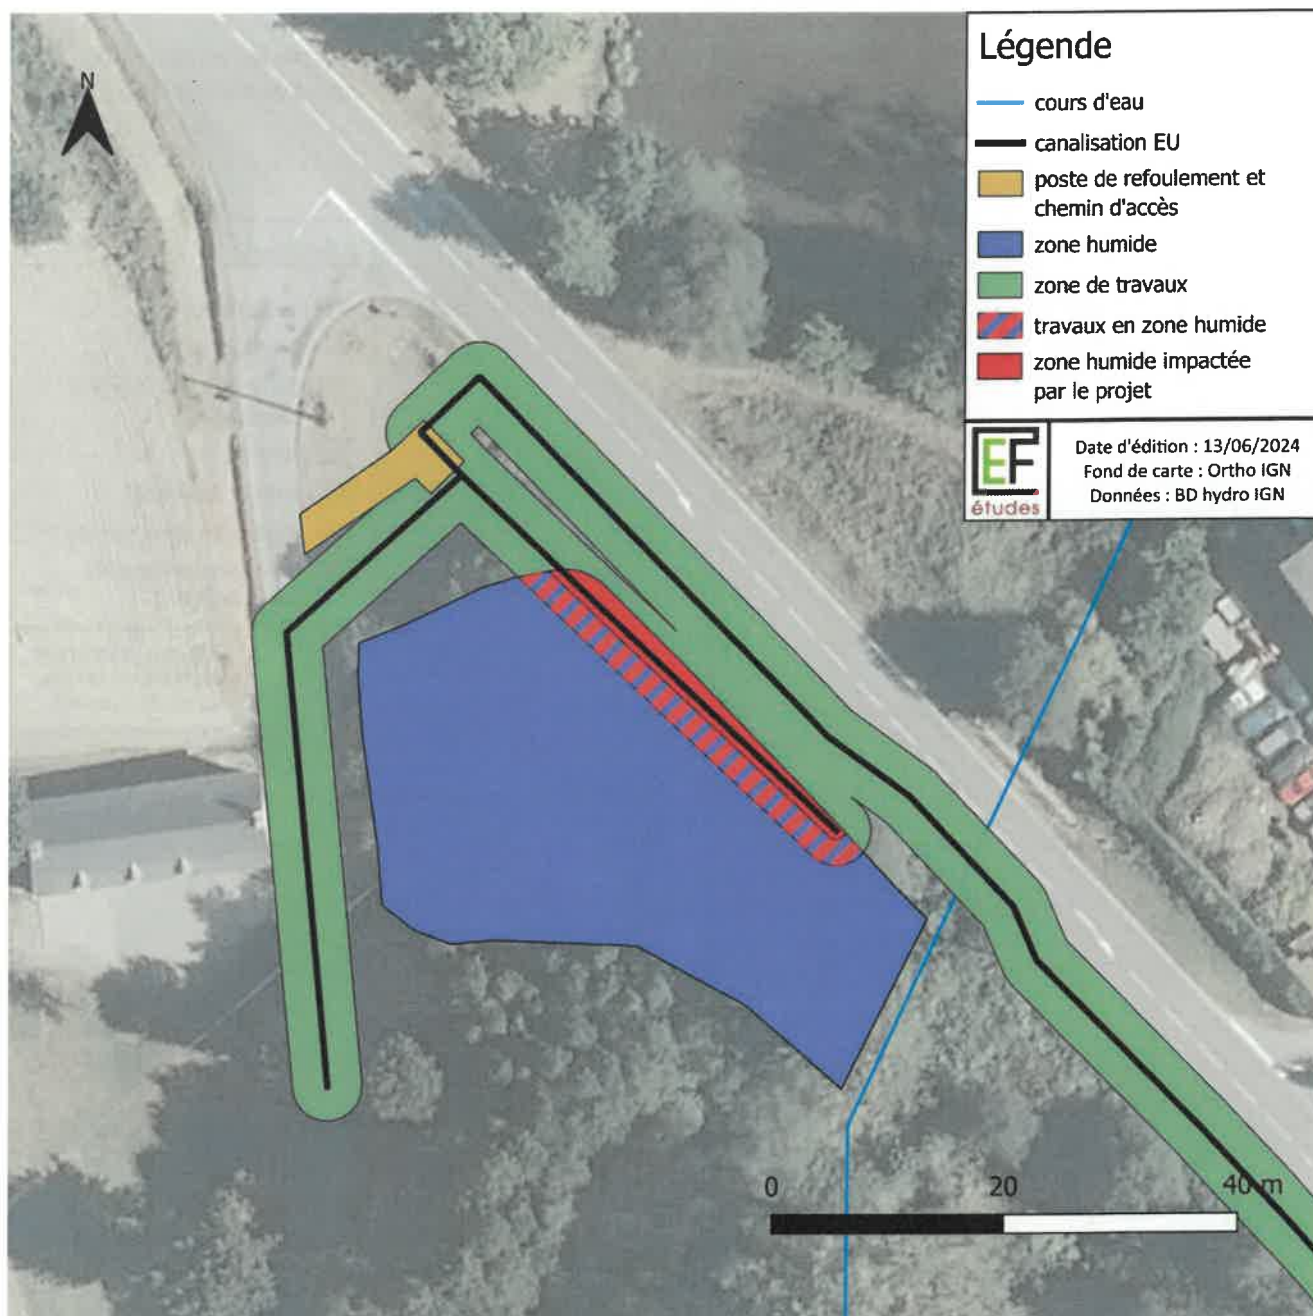 N
Légende
cours d'eau
canalisation EU
poste de refoulement et
chemin d'accès
zone humide
zone de travaux
travaux en zone humide
zone humide impactée
par le projet
EF
études
Date d'édition : 13/06/2024
Fond de carte : Ortho IGN
Données : BD hydro IGN
0 20 40 m